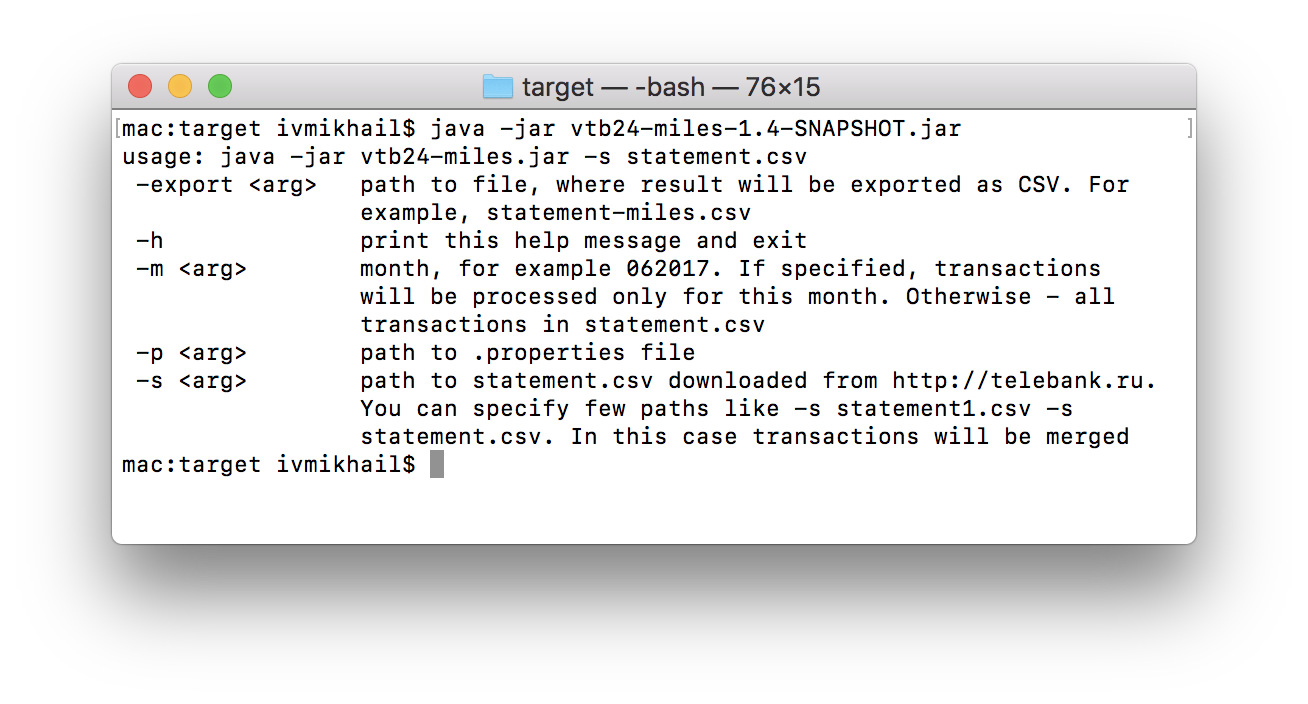 target — -bash — 76×15
[mac:target ivmikhail$ java -jar vtb24-miles-1.4-SNAPSHOT.jar ]
usage: java -jar vtb24-miles.jar -s statement.csv
 -export <arg>   path to file, where result will be exported as CSV. For
                 example, statement-miles.csv
 -h              print this help message and exit
 -m <arg>        month, for example 062017. If specified, transactions
                 will be processed only for this month. Otherwise - all
                 transactions in statement.csv
 -p <arg>        path to .properties file
 -s <arg>        path to statement.csv downloaded from http://telebank.ru.
                 You can specify few paths like -s statement1.csv -s
                 statement.csv. In this case transactions will be merged
mac:target ivmikhail$